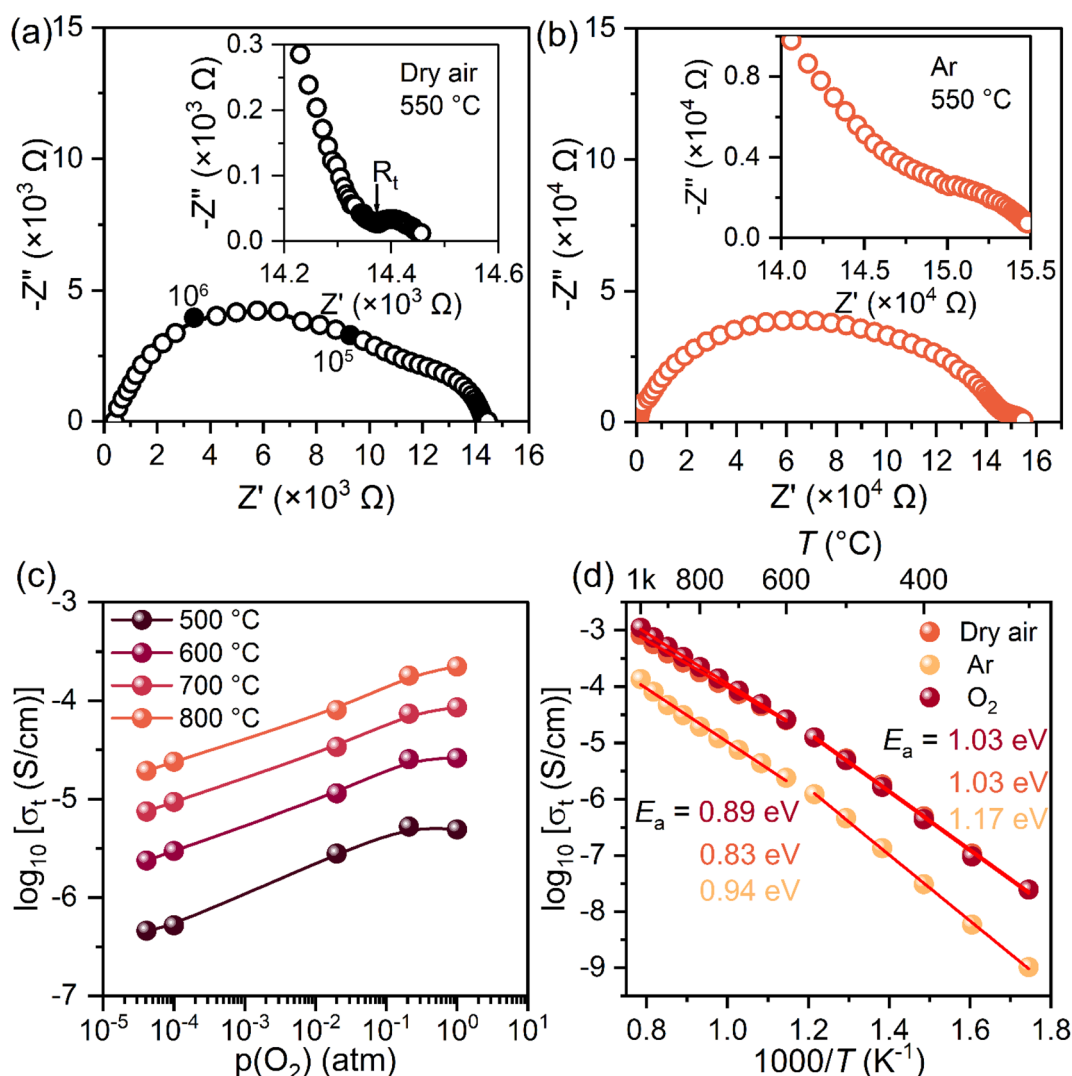 (a)
15
10
5
0
-Z'' (×10³ Ω)
0 2 4 6 8 10 12 14 16
Z' (×10³ Ω)
10⁶
10⁵
0.3
0.2
0.1
0.0
-Z'' (×10³ Ω)
Dry air
550 °C
Rₜ
14.2 14.4 14.6
Z' (×10³ Ω)
(b)
15
10
5
0
-Z'' (×10⁴ Ω)
0 2 4 6 8 10 12 14 16
Z' (×10⁴ Ω)
0.8
0.4
0.0
-Z'' (×10⁴ Ω)
Ar
550 °C
14.0 14.5 15.0 15.5
Z' (×10⁴ Ω)
(c)
-3
-4
-5
-6
-7
log₁₀ [σₜ (S/cm)]
500 °C
600 °C
700 °C
800 °C
10⁻⁵ 10⁻⁴ 10⁻³ 10⁻² 10⁻¹ 10⁰ 10¹
p(O₂) (atm)
(d)
T (°C)
1k 800 600 400
-3
-4
-5
-6
-7
-8
-9
log₁₀ [σₜ (S/cm)]
Dry air
Ar
O₂
Eₐ = 1.03 eV
1.03 eV
1.17 eV
Eₐ = 0.89 eV
0.83 eV
0.94 eV
0.8 1.0 1.2 1.4 1.6 1.8
1000/T (K⁻¹)